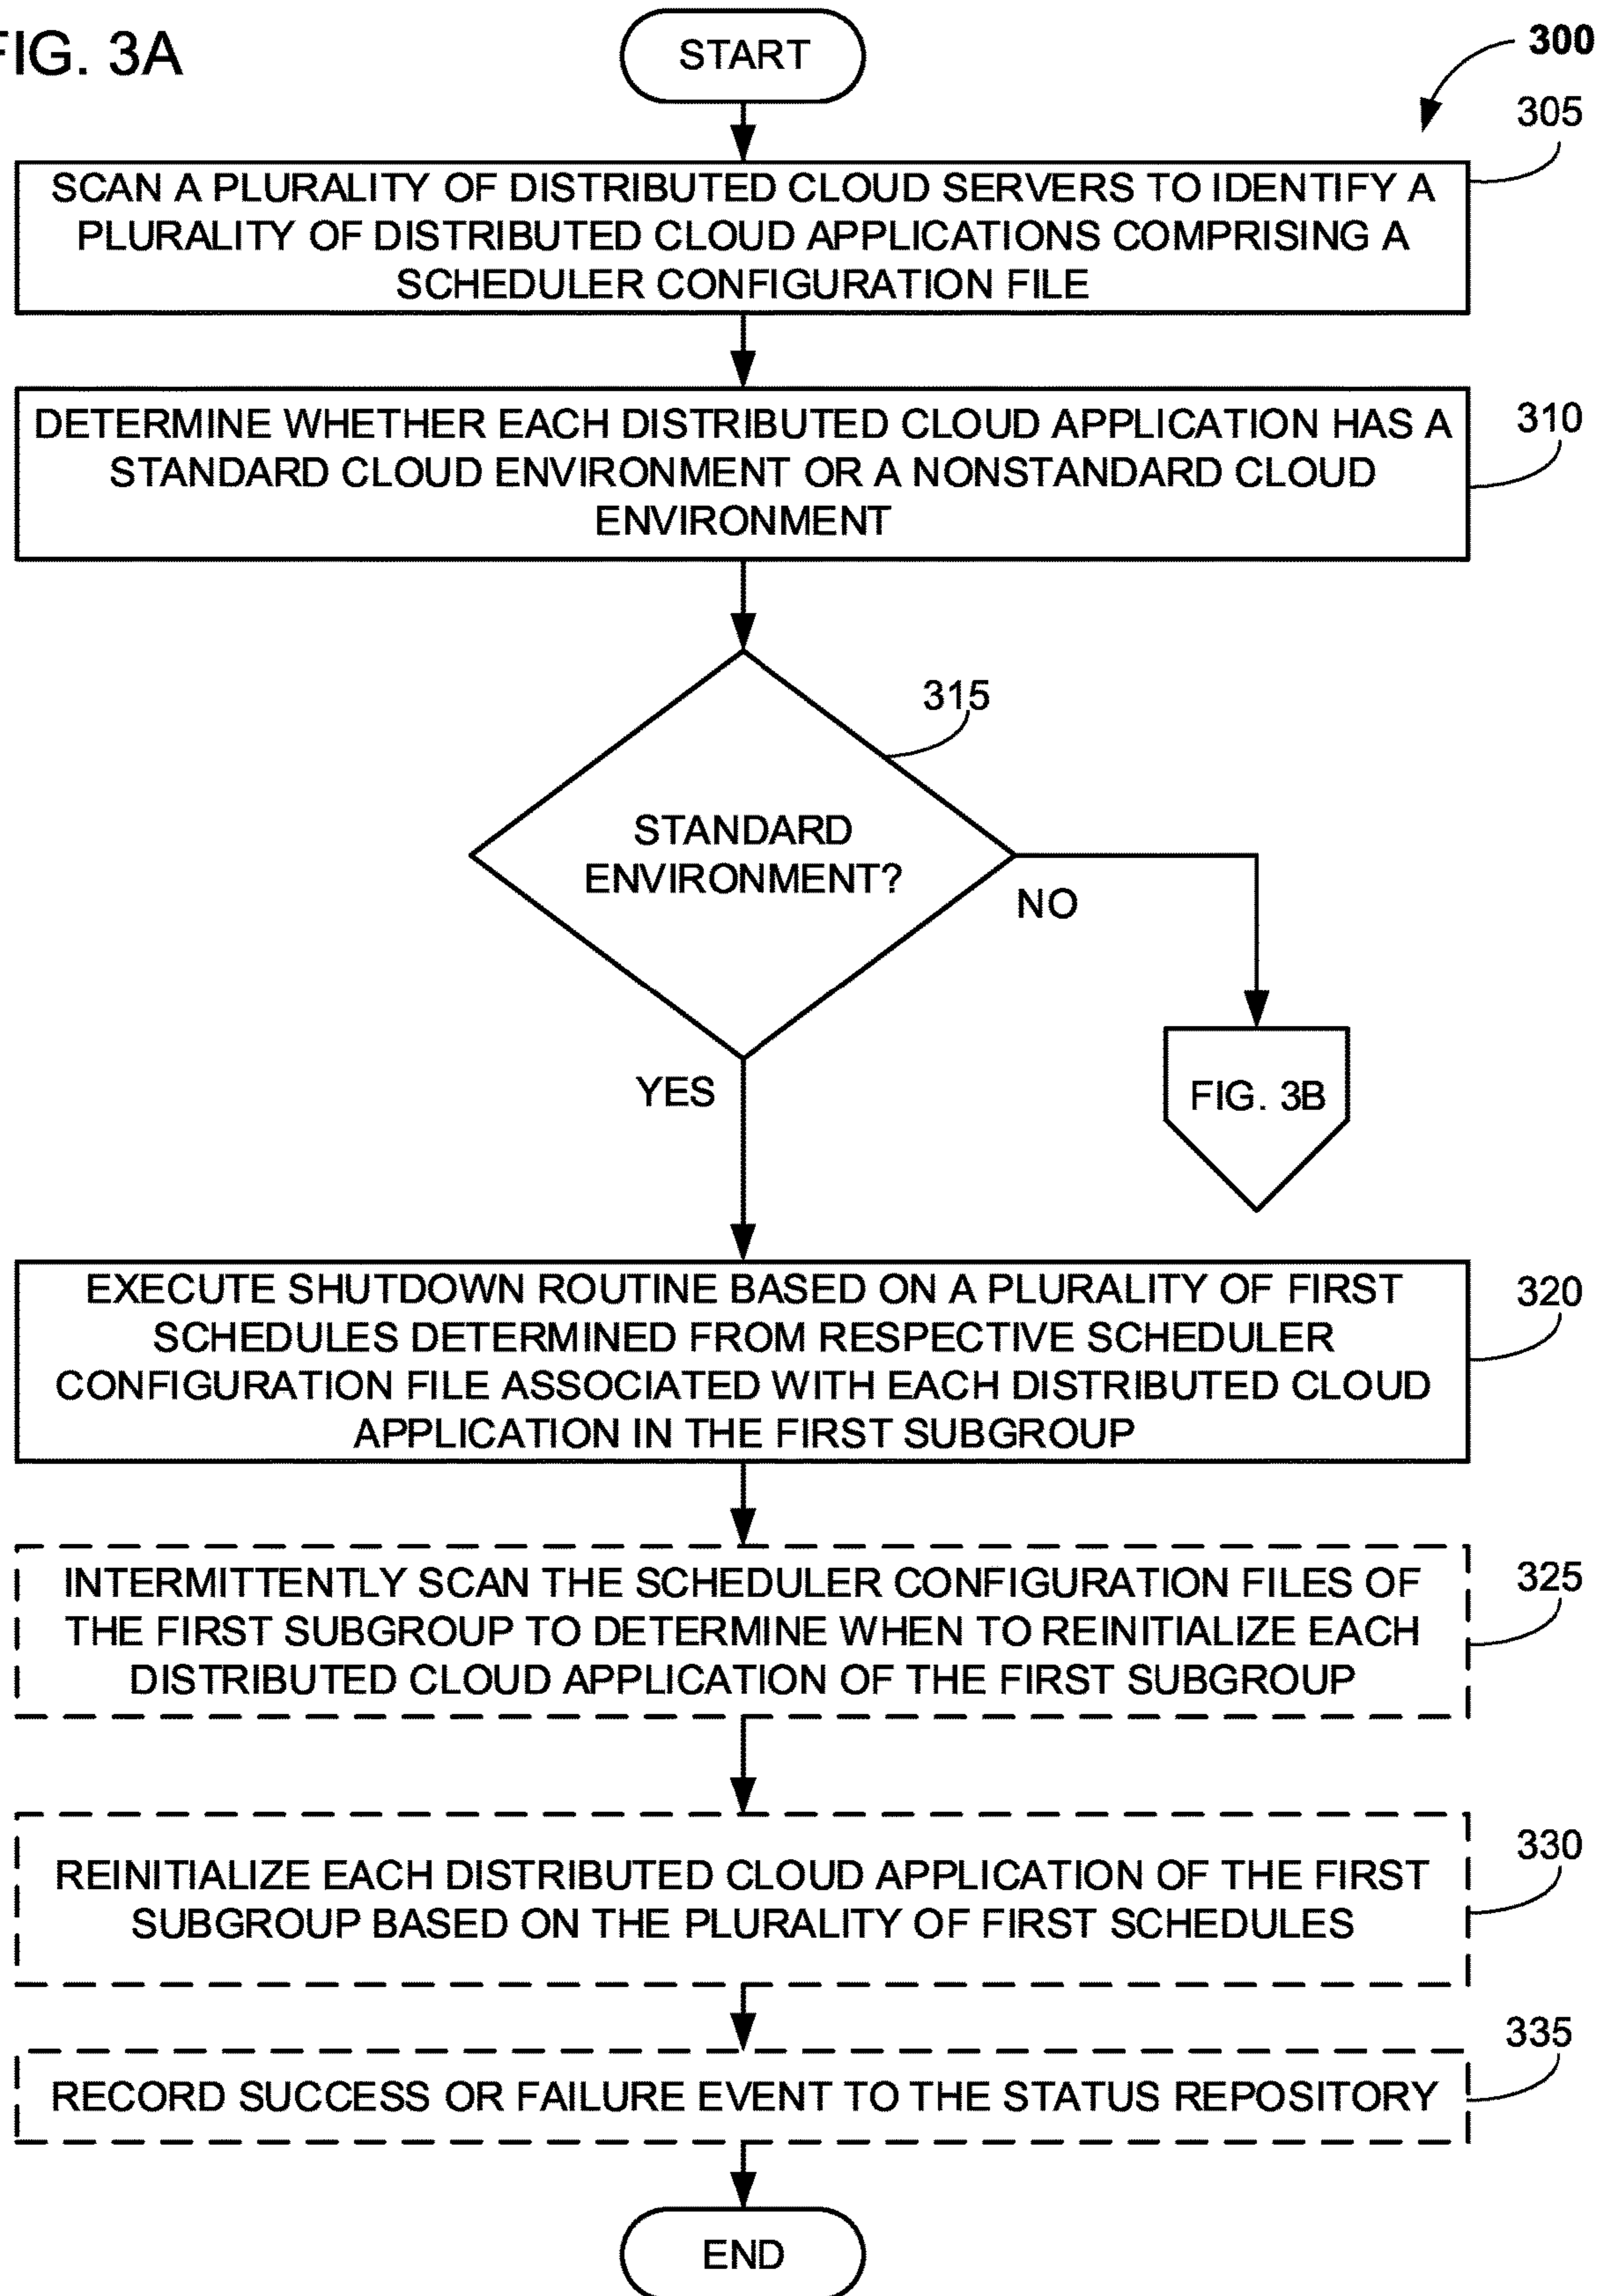 FIG. 3A
START
300
305
SCAN A PLURALITY OF DISTRIBUTED CLOUD SERVERS TO IDENTIFY A
PLURALITY OF DISTRIBUTED CLOUD APPLICATIONS COMPRISING A
SCHEDULER CONFIGURATION FILE
310
DETERMINE WHETHER EACH DISTRIBUTED CLOUD APPLICATION HAS A
STANDARD CLOUD ENVIRONMENT OR A NONSTANDARD CLOUD
ENVIRONMENT
315
STANDARD
ENVIRONMENT?
NO
YES
FIG. 3B
320
EXECUTE SHUTDOWN ROUTINE BASED ON A PLURALITY OF FIRST
SCHEDULES DETERMINED FROM RESPECTIVE SCHEDULER
CONFIGURATION FILE ASSOCIATED WITH EACH DISTRIBUTED CLOUD
APPLICATION IN THE FIRST SUBGROUP
325
INTERMITTENTLY SCAN THE SCHEDULER CONFIGURATION FILES OF
THE FIRST SUBGROUP TO DETERMINE WHEN TO REINITIALIZE EACH
DISTRIBUTED CLOUD APPLICATION OF THE FIRST SUBGROUP
330
REINITIALIZE EACH DISTRIBUTED CLOUD APPLICATION OF THE FIRST
SUBGROUP BASED ON THE PLURALITY OF FIRST SCHEDULES
335
RECORD SUCCESS OR FAILURE EVENT TO THE STATUS REPOSITORY
END